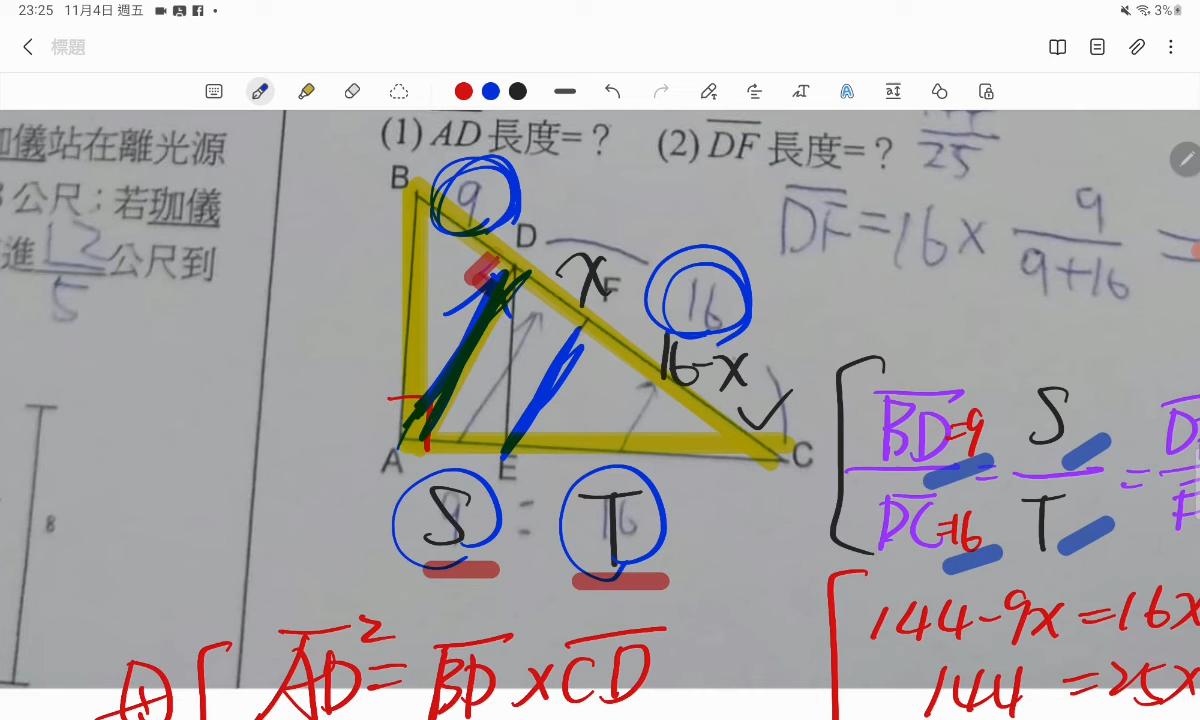 23:25 11月4日 週五
3%
標題
珈儀站在離光源
(1) AD 長度=? (2) DF 長度=?
25
公尺;若珈儀
進 12/5 公尺到
B
9
D
x
F
16
16-x
DF=16×9/(9+16)=
A
E
C
S : T
8
BD=9
DC=16
S
T
=
144-9x=16x
144=25x
AD²=BD×CD